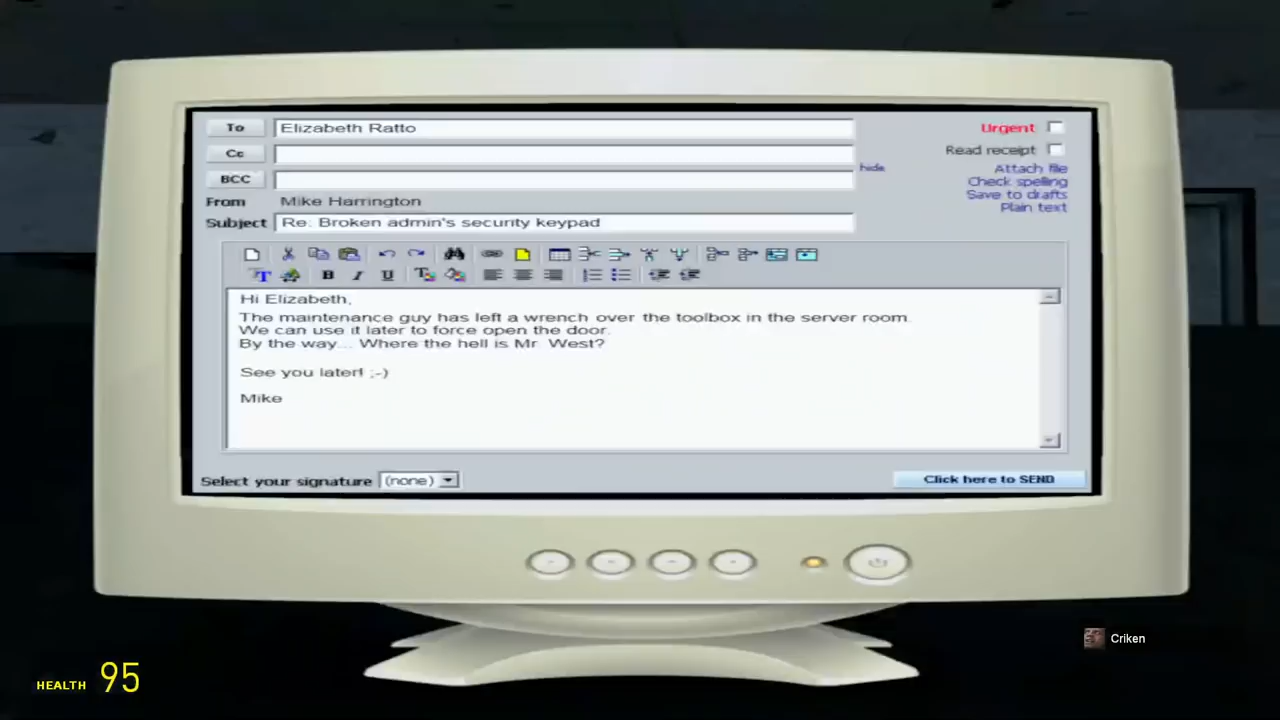 To Elizabeth Ratto Urgent
Cc Read receipt
hide Attach file
BCC Check spelling
Save to drafts
From Mike Harrington Plain text
Subject Re: Broken admin's security keypad
B I U
Hi Elizabeth,
The maintenance guy has left a wrench over the toolbox in the server room.
We can use it later to force open the door.
By the way... Where the hell is Mr. West?
See you later! ;-)
Mike
Select your signature (none) Click here to SEND
Criken
HEALTH 95